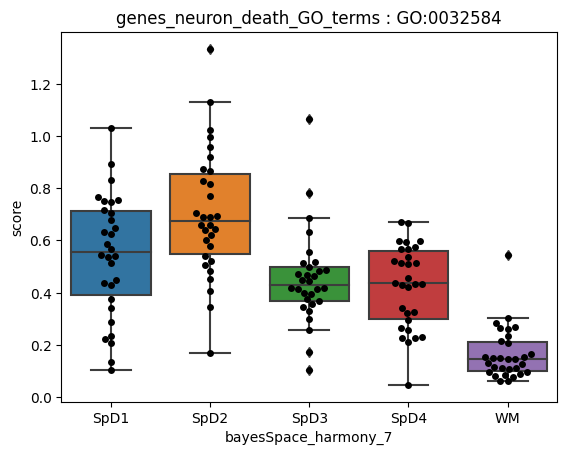 genes_neuron_death_GO_terms : GO:0032584
score
1.2
1.0
0.8
0.6
0.4
0.2
0.0
SpD1 SpD2 SpD3 SpD4 WM
bayesSpace_harmony_7